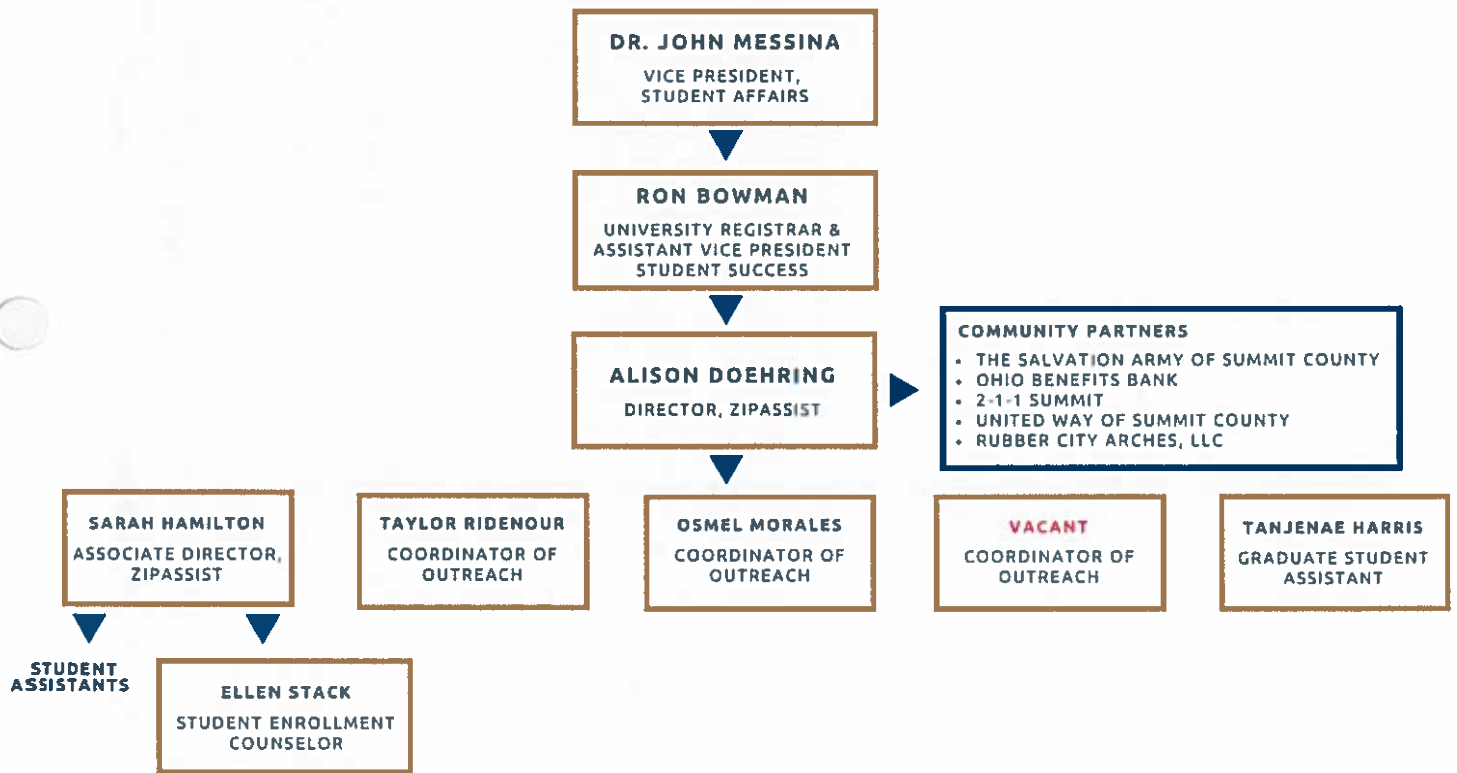 DR. JOHN MESSINA
VICE PRESIDENT,
STUDENT AFFAIRS
RON BOWMAN
UNIVERSITY REGISTRAR &
ASSISTANT VICE PRESIDENT
STUDENT SUCCESS
ALISON DOEHRING
DIRECTOR, ZIPASSIST
COMMUNITY PARTNERS
• THE SALVATION ARMY OF SUMMIT COUNTY
• OHIO BENEFITS BANK
• 2-1-1 SUMMIT
• UNITED WAY OF SUMMIT COUNTY
• RUBBER CITY ARCHES, LLC
SARAH HAMILTON
ASSOCIATE DIRECTOR,
ZIPASSIST
TAYLOR RIDENOUR
COORDINATOR OF
OUTREACH
OSMEL MORALES
COORDINATOR OF
OUTREACH
VACANT
COORDINATOR OF
OUTREACH
TANJENAE HARRIS
GRADUATE STUDENT
ASSISTANT
STUDENT
ASSISTANTS
ELLEN STACK
STUDENT ENROLLMENT
COUNSELOR